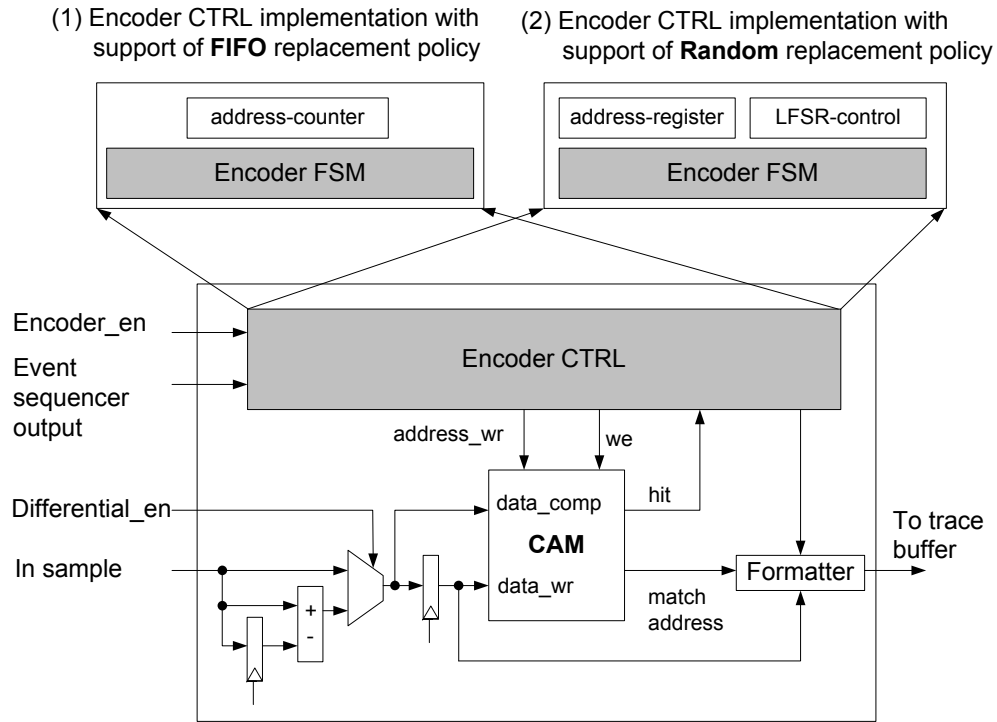 (1) Encoder CTRL implementation with
support of FIFO replacement policy
(2) Encoder CTRL implementation with
support of Random replacement policy
address-counter
Encoder FSM
address-register
LFSR-control
Encoder FSM
Encoder_en
Event
sequencer
output
Encoder CTRL
address_wr
we
hit
Differential_en
In sample
data_comp
CAM
data_wr
+
-
match
address
Formatter
To trace
buffer